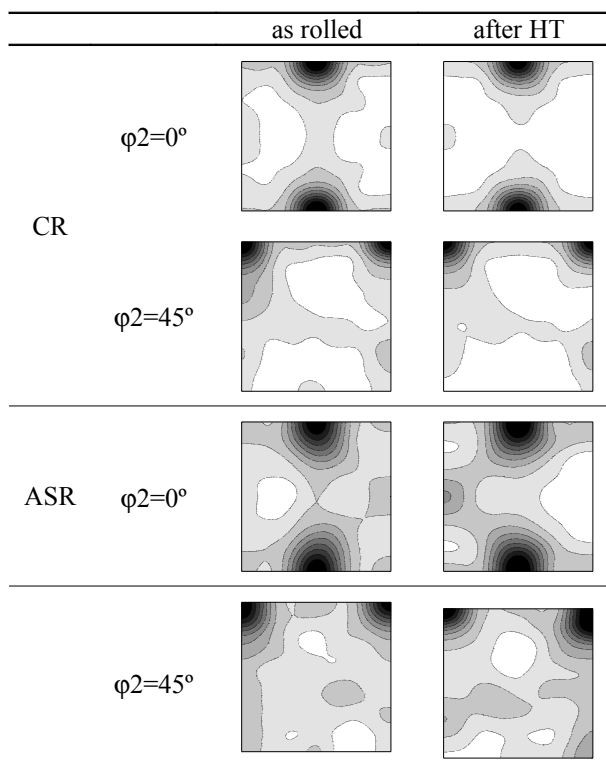 as rolled after HT
φ2=0º
CR
φ2=45º
ASR φ2=0º
φ2=45º